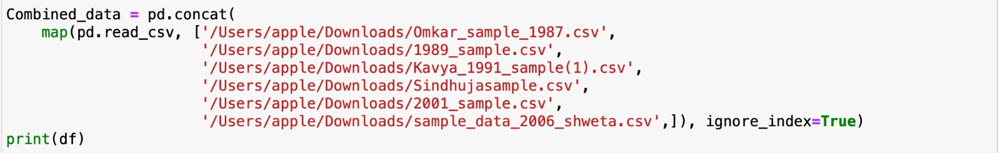 Combined_data = pd.concat(
    map(pd.read_csv, ['/Users/apple/Downloads/Omkar_sample_1987.csv',
                      '/Users/apple/Downloads/1989_sample.csv',
                      '/Users/apple/Downloads/Kavya_1991_sample(1).csv',
                      '/Users/apple/Downloads/Sindhujasample.csv',
                      '/Users/apple/Downloads/2001_sample.csv',
                      '/Users/apple/Downloads/sample_data_2006_shweta.csv',]), ignore_index=True)
print(df)